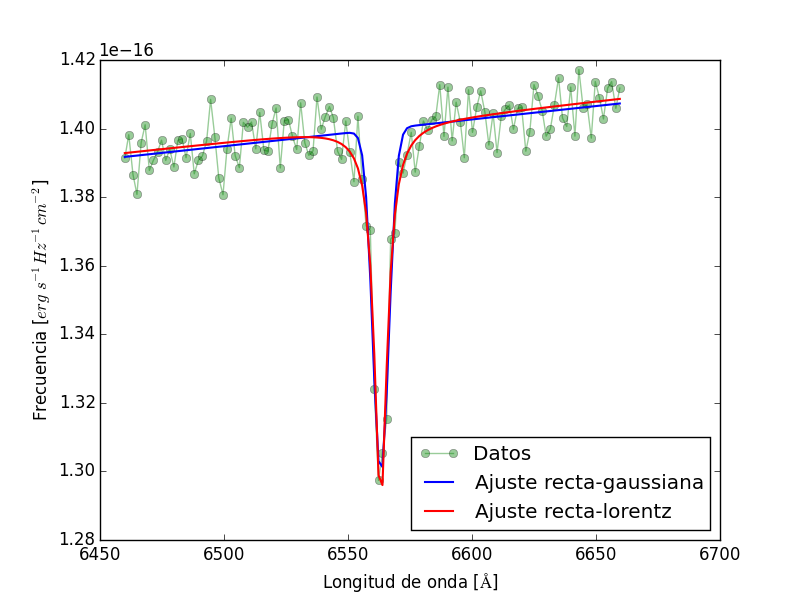 1e−16
1.42
1.40
1.38
1.36
1.34
1.32
1.30
1.28
Frecuencia [erg s⁻¹ Hz⁻¹ cm⁻²]
Datos
Ajuste recta-gaussiana
Ajuste recta-lorentz
6450 6500 6550 6600 6650 6700
Longitud de onda [Å]